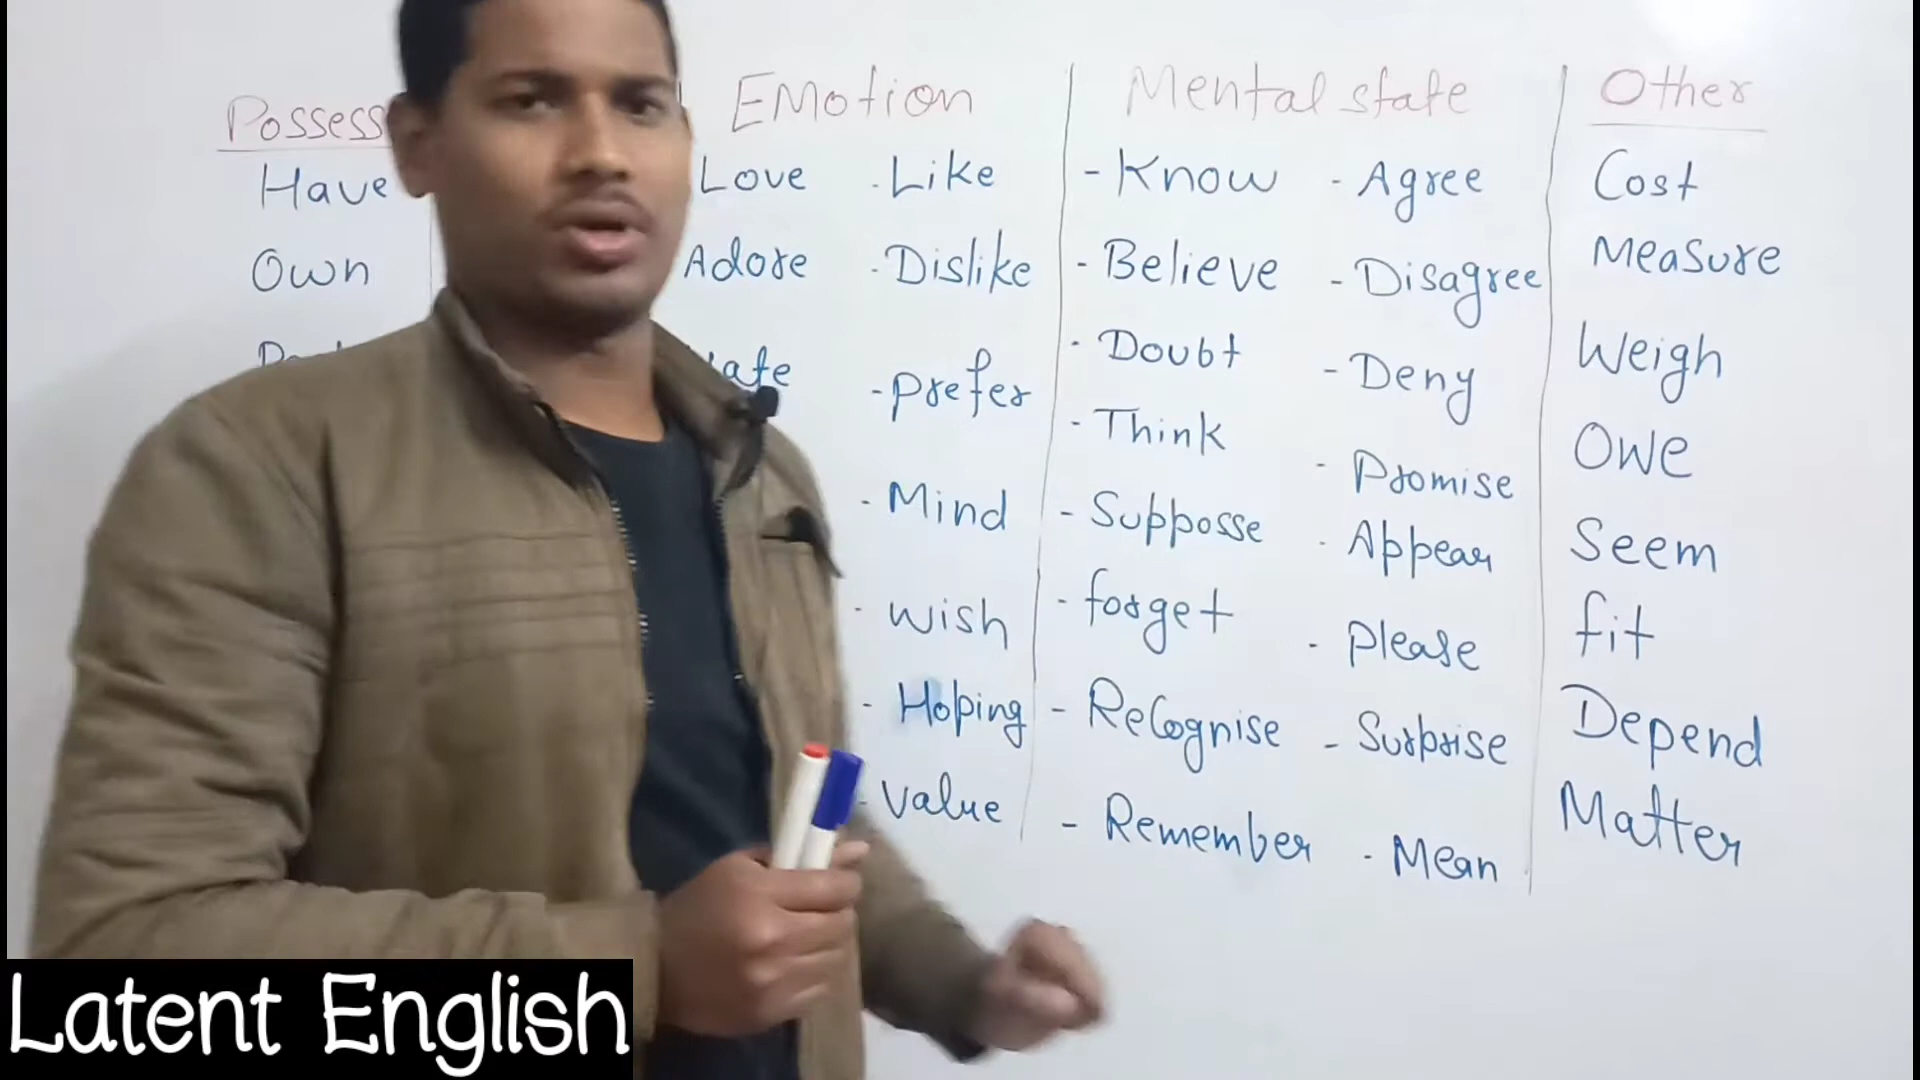 Possess EMotion Mental state Other
Have Love - Like - Know - Agree Cost
Own Adore - Dislike - Believe - Disagree Measure
- prefer - Doubt - Deny Weigh
- Mind - Think - Promise Owe
- Wish - Supposse - Appear Seem
- Hoping - forget - Please fit
- Value - Recognise - Surprise Depend
- Remember - Mean Matter
Latent English